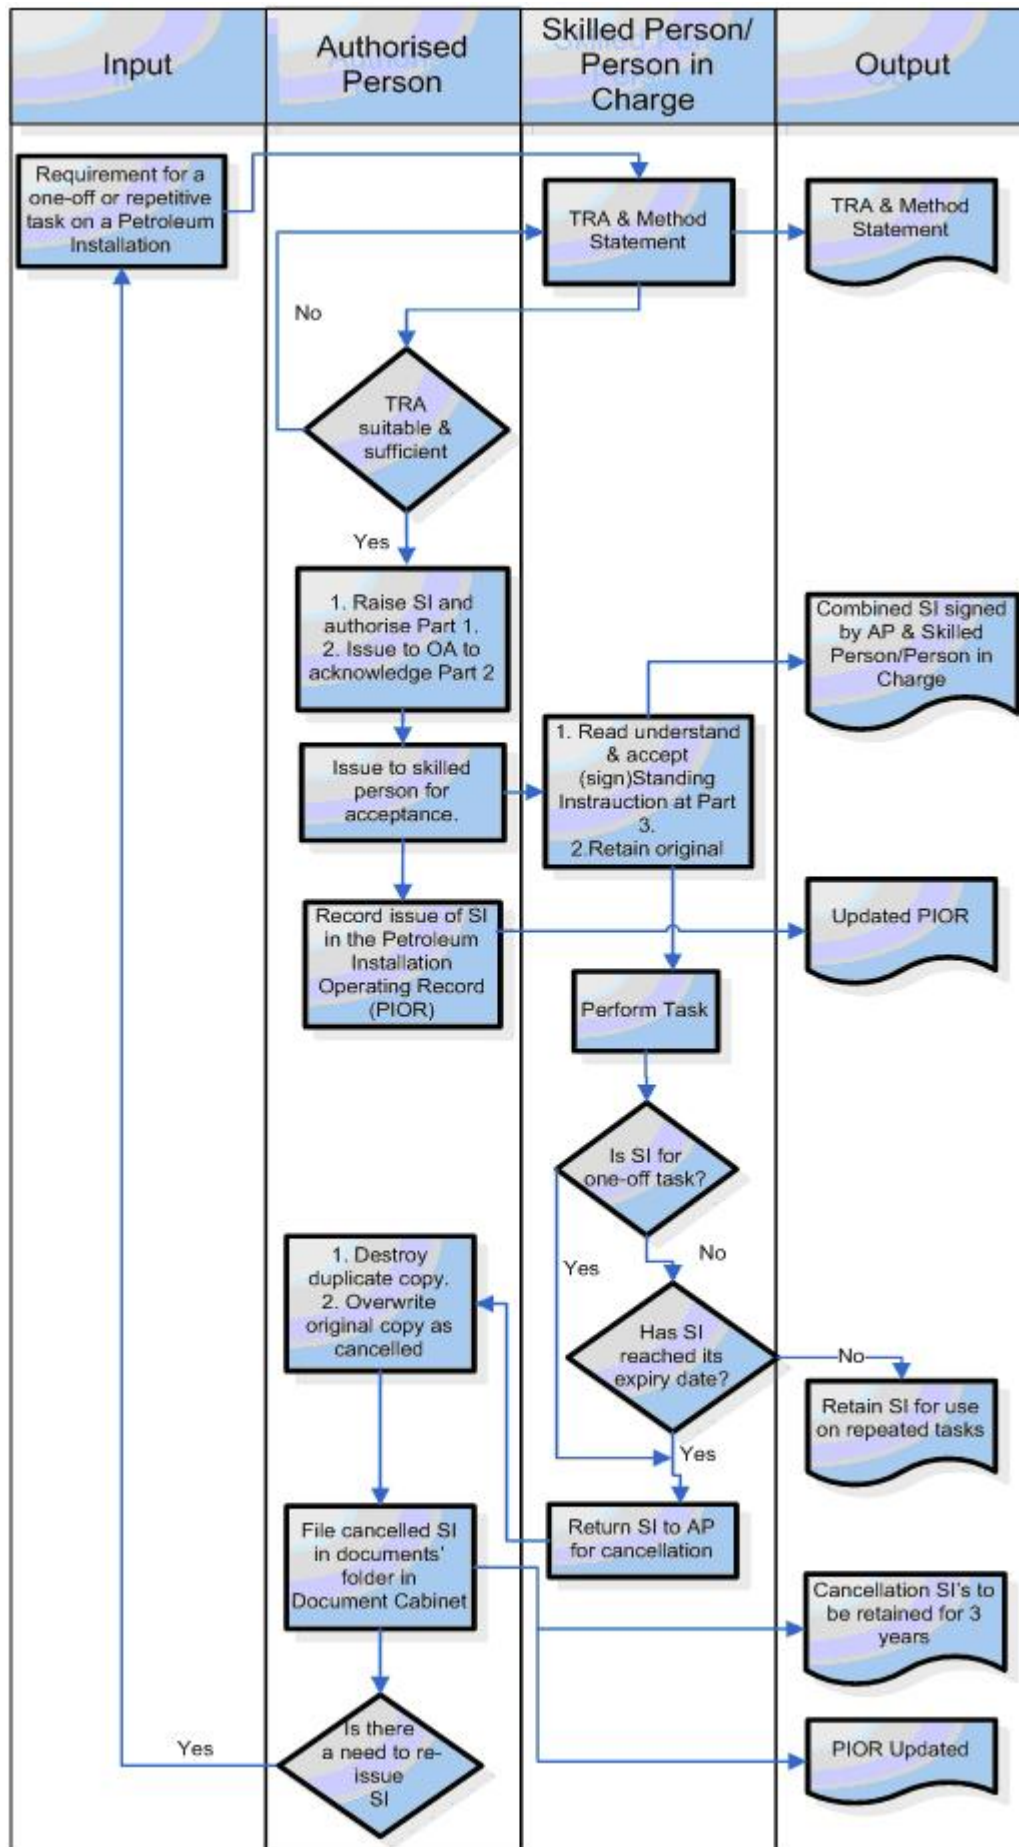 Input
Authorised
Person
Skilled Person/
Person in
Charge
Output
Requirement for a
one-off or repetitive
task on a Petroleum
Installation
TRA & Method
Statement
TRA & Method
Statement
No
TRA
suitable &
sufficient
Yes
1. Raise SI and
authorise Part 1.
2. Issue to OA to
acknowledge Part 2
Combined SI signed
by AP & Skilled
Person/Person in
Charge
Issue to skilled
person for
acceptance.
1. Read understand
& accept
(sign)Standing
Instrauction at Part
3.
2.Retain original
Record issue of SI
in the Petroleum
Installation
Operating Record
(PIOR)
Updated PIOR
Perform Task
Is SI for
one-off task?
Yes
No
1. Destroy
duplicate copy.
2. Overwrite
original copy as
cancelled
Has SI
reached its
expiry date?
No
Yes
Retain SI for use
on repeated tasks
File cancelled SI
in documents'
folder in
Document Cabinet
Return SI to AP
for cancellation
Cancellation SI's to
be retained for 3
years
Yes
Is there
a need to re-
issue
SI
PIOR Updated